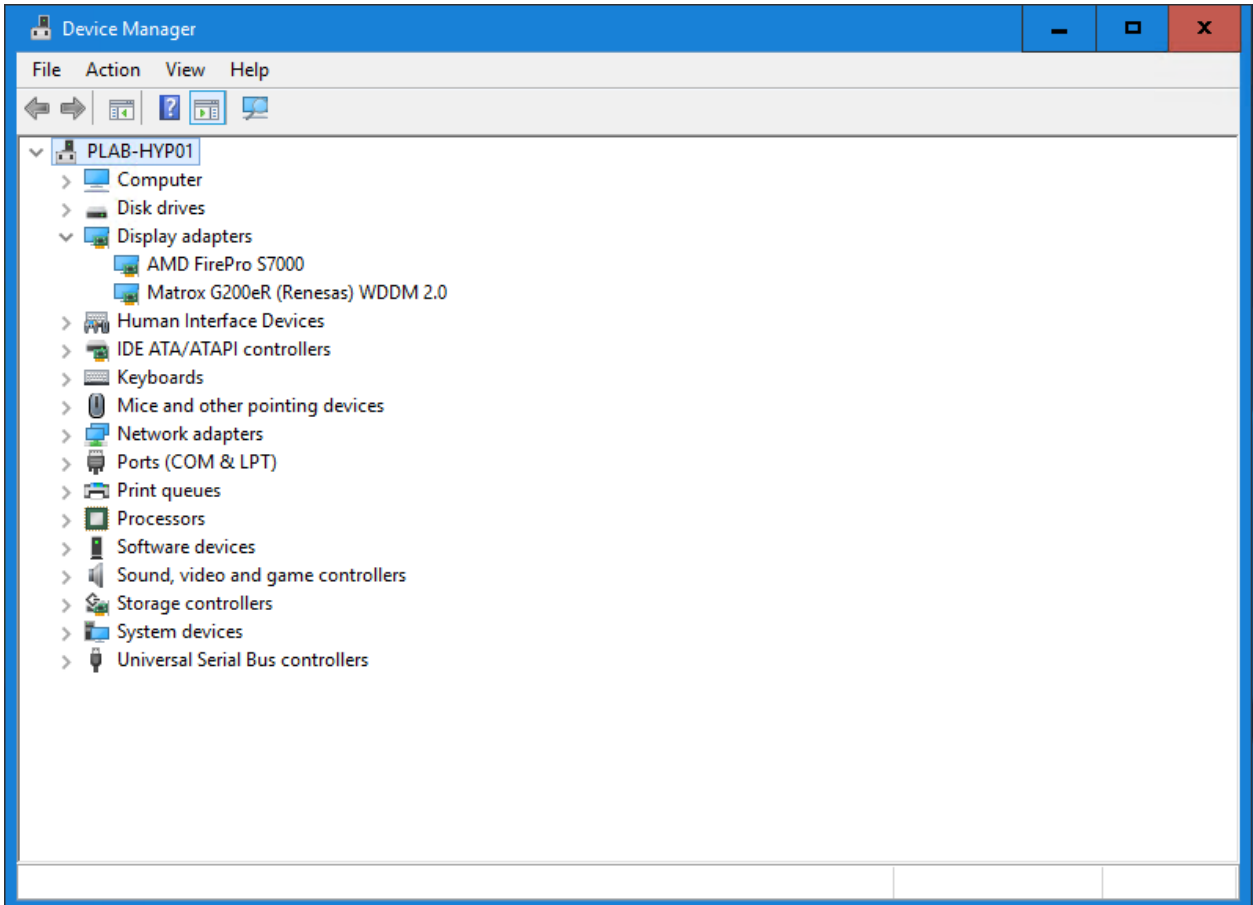 Device Manager
File Action View Help
PLAB-HYP01
Computer
Disk drives
Display adapters
AMD FirePro S7000
Matrox G200eR (Renesas) WDDM 2.0
Human Interface Devices
IDE ATA/ATAPI controllers
Keyboards
Mice and other pointing devices
Network adapters
Ports (COM & LPT)
Print queues
Processors
Software devices
Sound, video and game controllers
Storage controllers
System devices
Universal Serial Bus controllers